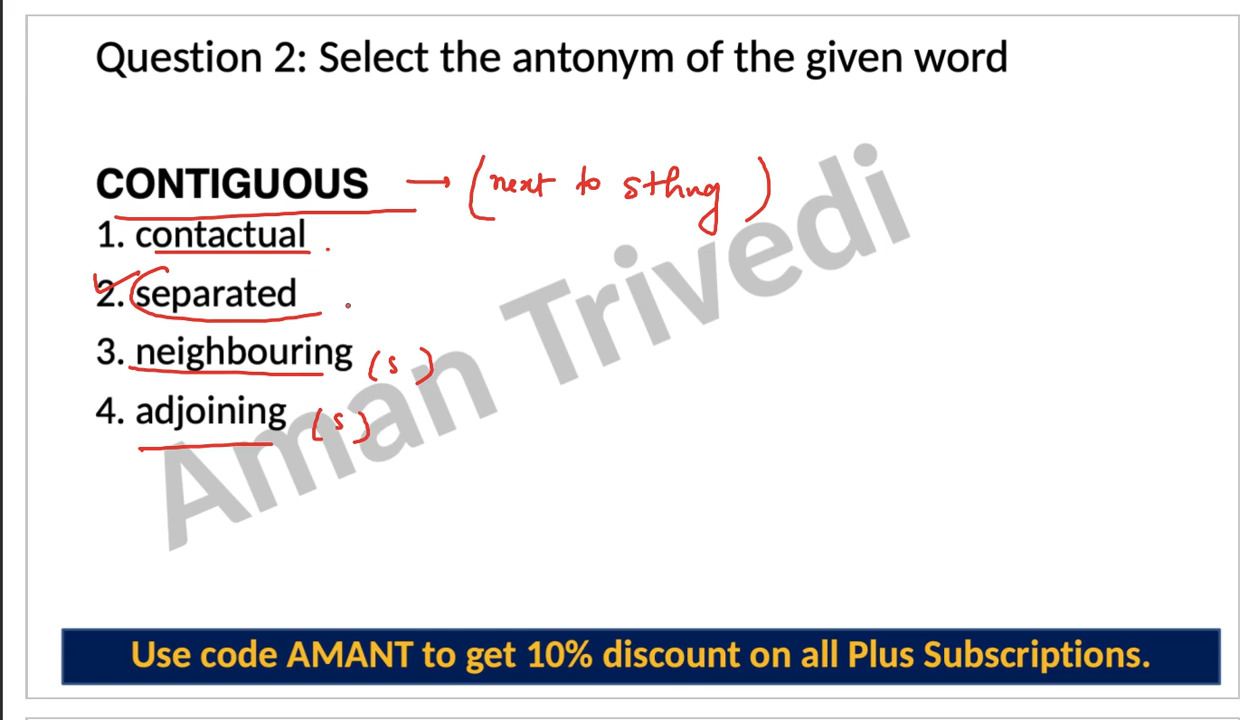 Question 2: Select the antonym of the given word
CONTIGUOUS → (next to sthng)
1. contactual
2. separated
3. neighbouring (s)
4. adjoining (s)
Aman Trivedi
Use code AMANT to get 10% discount on all Plus Subscriptions.